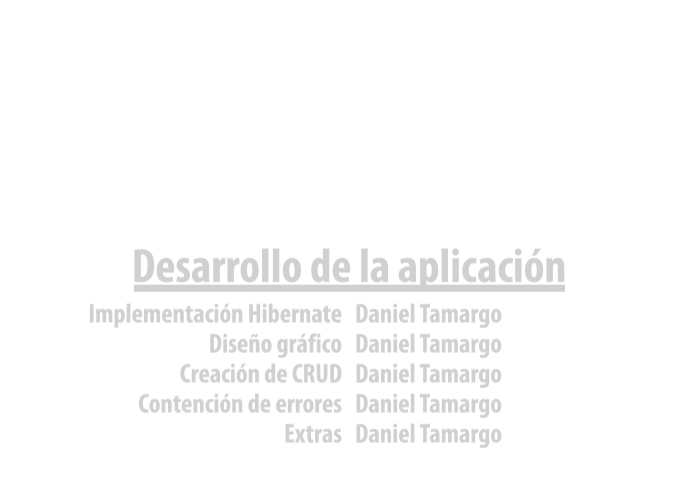 Desarrollo de la aplicación
Implementación Hibernate Daniel Tamargo
Diseño gráfico Daniel Tamargo
Creación de CRUD Daniel Tamargo
Contención de errores Daniel Tamargo
Extras Daniel Tamargo